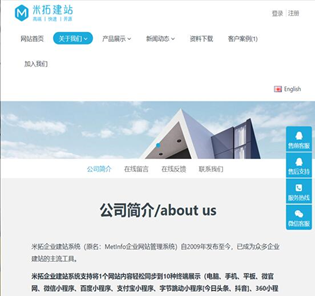 米拓建站
高端 | 快速 | 灵活
登录 注册
网站首页 关于我们 产品展示 新闻动态 资料下载 客户案例(1)
加入我们
English
售前客服
售后支持
服务热线
微信客服
公司简介 在线留言 在线反馈 联系我们
公司简介/about us
米拓企业建站系统（原名：MetInfo企业网站管理系统）自2009年发布至今，已成为众多企业
建站的主流工具。
米拓企业建站系统支持将1个网站内容轻松同步到10种终端展示（电脑、手机、平板、微官
网、微信小程序、百度小程序、支付宝小程序、字节跳动小程序(今日头条、抖音)、360小程